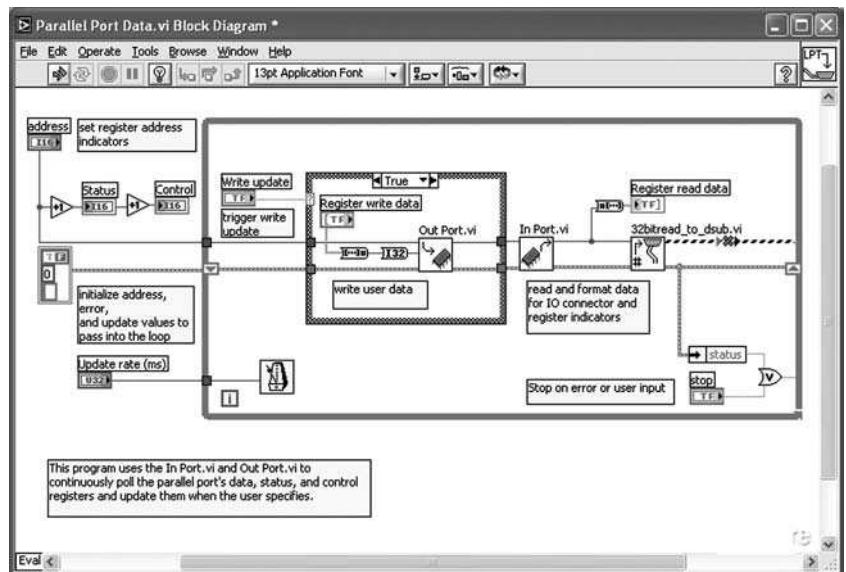 Parallel Port Data.vi Block Diagram *
File Edit Operate Tools Browse Window Help
13pt Application Font
LPT
address
I16
set register address
indicators
+1
Status
I16
+1
Control
I16
Write update
TF
trigger write
update
True
Register write data
TF
I32
Out Port.vi
write user data
In Port.vi
Register read data
TF
32bitread_to_dsub.vi
#
read and format data
for IO connector and
register indicators
T F
0
initialize address,
error,
and update values to
pass into the loop
Update rate (ms)
U32
i
status
stop
TF
V
Stop on error or user input
This program uses the In Port.vi and Out Port.vi to
continuously poll the parallel port's data, status, and control
registers and update them when the user specifies.
Eval